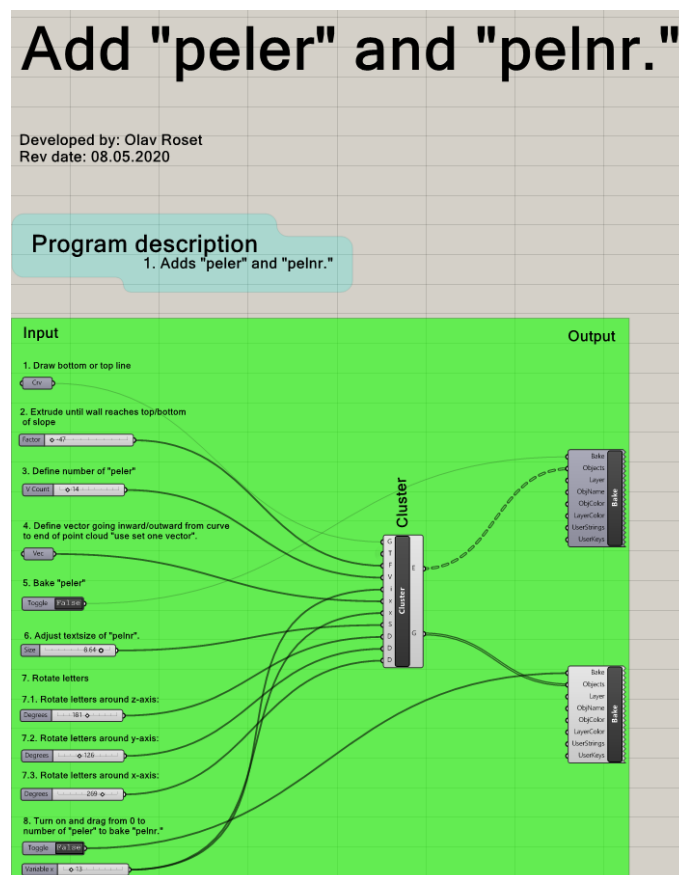 Add "peler" and "pelnr."
Developed by: Olav Roset
Rev date: 08.05.2020
Program description
1. Adds "peler" and "pelnr."
Input
Output
1. Draw bottom or top line
Crv
2. Extrude until wall reaches top/bottom
of slope
Factor -47
3. Define number of "peler"
V Count 14
4. Define vector going inward/outward from curve
to end of point cloud "use set one vector".
Vec
5. Bake "peler"
Toggle False
6. Adjust textsize of "pelnr".
Size 8.64
7. Rotate letters
7.1. Rotate letters around z-axis:
Degrees 181
7.2. Rotate letters around y-axis:
Degrees 126
7.3. Rotate letters around x-axis:
Degrees 269
8. Turn on and drag from 0 to
number of "peler" to bake "pelnr."
Toggle False
Variable x 13
Cluster
G
T
F
V
i
x
x
S
D
D
D
Cluster
E
G
Bake
Objects
Layer
ObjName
ObjColor
LayerColor
UserStrings
UserKeys
Bake
Bake
Objects
Layer
ObjName
ObjColor
LayerColor
UserStrings
UserKeys
Bake